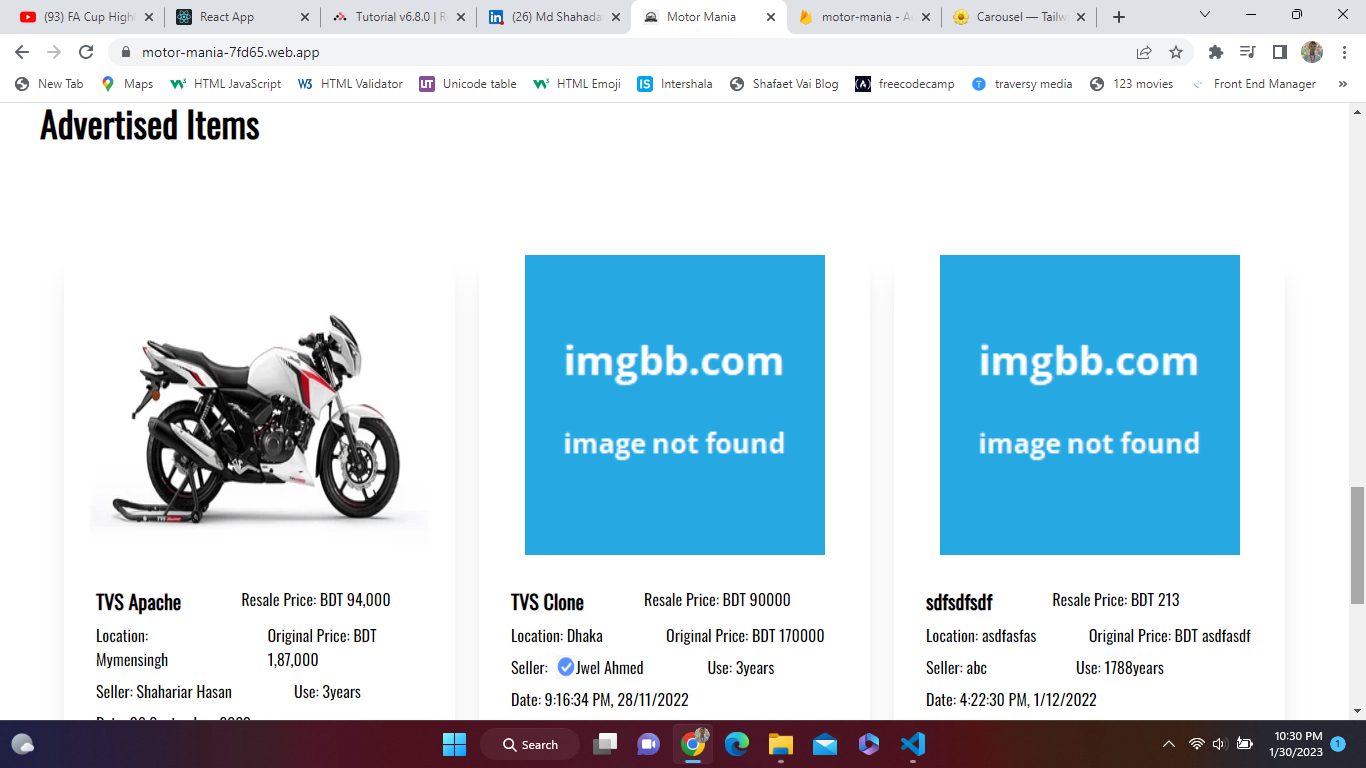 (93) FA Cup High
React App
Tutorial v6.8.0 | R
(26) Md Shahada
Motor Mania
motor-mania - A
Carousel — Tailw
motor-mania-7fd65.web.app
New Tab
Maps
HTML JavaScript
HTML Validator
Unicode table
HTML Emoji
Intershala
Shafaet Vai Blog
freecodecamp
traversy media
123 movies
Front End Manager
»
Advertised Items
imgbb.com
image not found
imgbb.com
image not found
TVS Apache
Resale Price: BDT 94,000
Location:
Mymensingh
Original Price: BDT
1,87,000
Seller: Shahariar Hasan
Use: 3years
TVS Clone
Resale Price: BDT 90000
Location: Dhaka
Original Price: BDT 170000
Seller: Jwel Ahmed
Use: 3years
Date: 9:16:34 PM, 28/11/2022
sdfsdfsdf
Resale Price: BDT 213
Location: asdfasfas
Original Price: BDT asdfasdf
Seller: abc
Use: 1788years
Date: 4:22:30 PM, 1/12/2022
Search
10:30 PM
1/30/2023
1